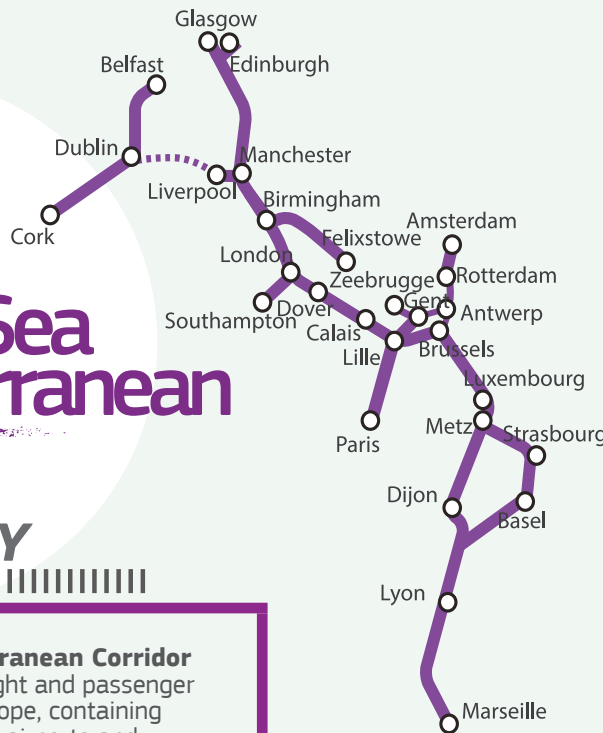 Glasgow
Edinburgh
Belfast
Dublin
Manchester
Liverpool
Cork
Birmingham
Felixstowe
Amsterdam
London
Zeebrugge
Rotterdam
Southampton
Dover
Gent
Antwerp
Calais
Lille
Brussels
Luxembourg
Paris
Metz
Strasbourg
Dijon
Basel
Lyon
Marseille
Sea
rranean
Y
ranean Corridor
ght and passenger
ope, containing